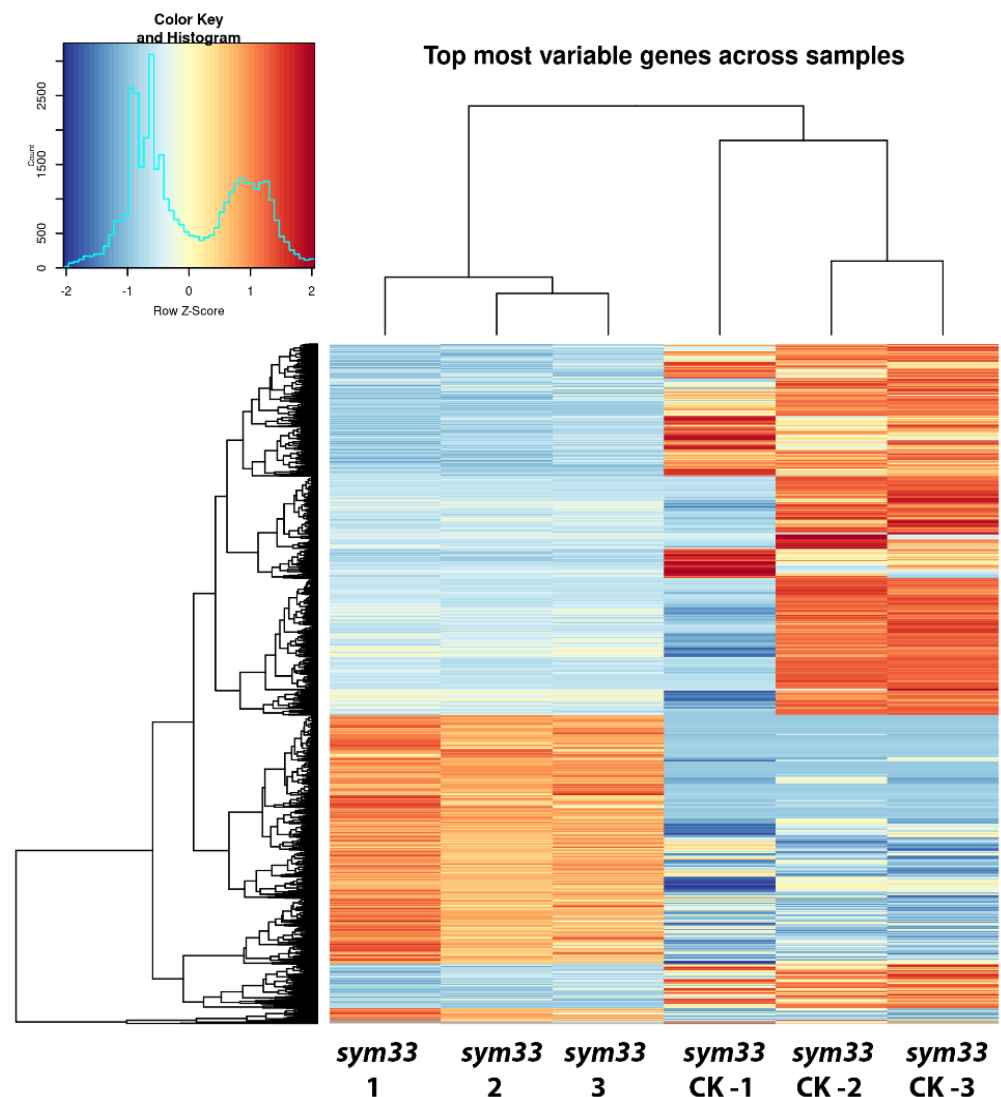 Color Key
and Histogram
Top most variable genes across samples
Count
0
500
1500
2500
-2 -1 0 1 2
Row Z-Score
sym33 sym33 sym33 sym33 sym33 sym33
1 2 3 CK -1 CK -2 CK -3